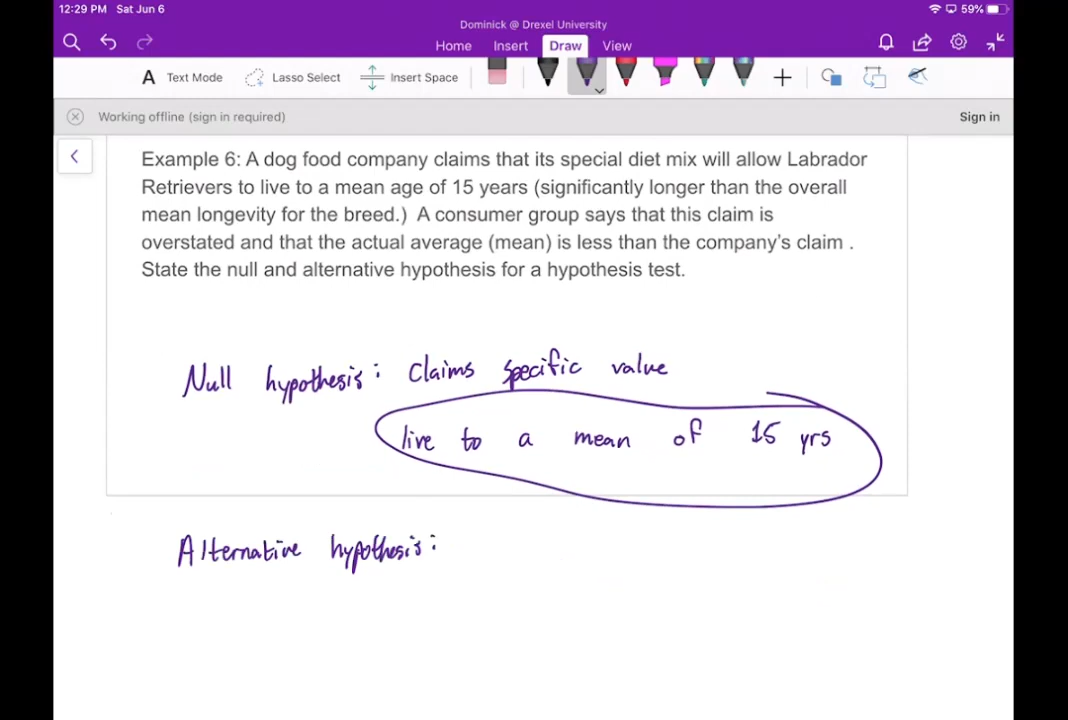 12:29 PM Sat Jun 6
59%
Dominick @ Drexel University
Home Insert Draw View
Text Mode Lasso Select Insert Space
Working offline (sign in required) Sign in
Example 6: A dog food company claims that its special diet mix will allow Labrador
Retrievers to live to a mean age of 15 years (significantly longer than the overall
mean longevity for the breed.) A consumer group says that this claim is
overstated and that the actual average (mean) is less than the company's claim .
State the null and alternative hypothesis for a hypothesis test.
Null hypothesis: Claims specific value
live to a mean of 15 yrs
Alternative hypothesis: